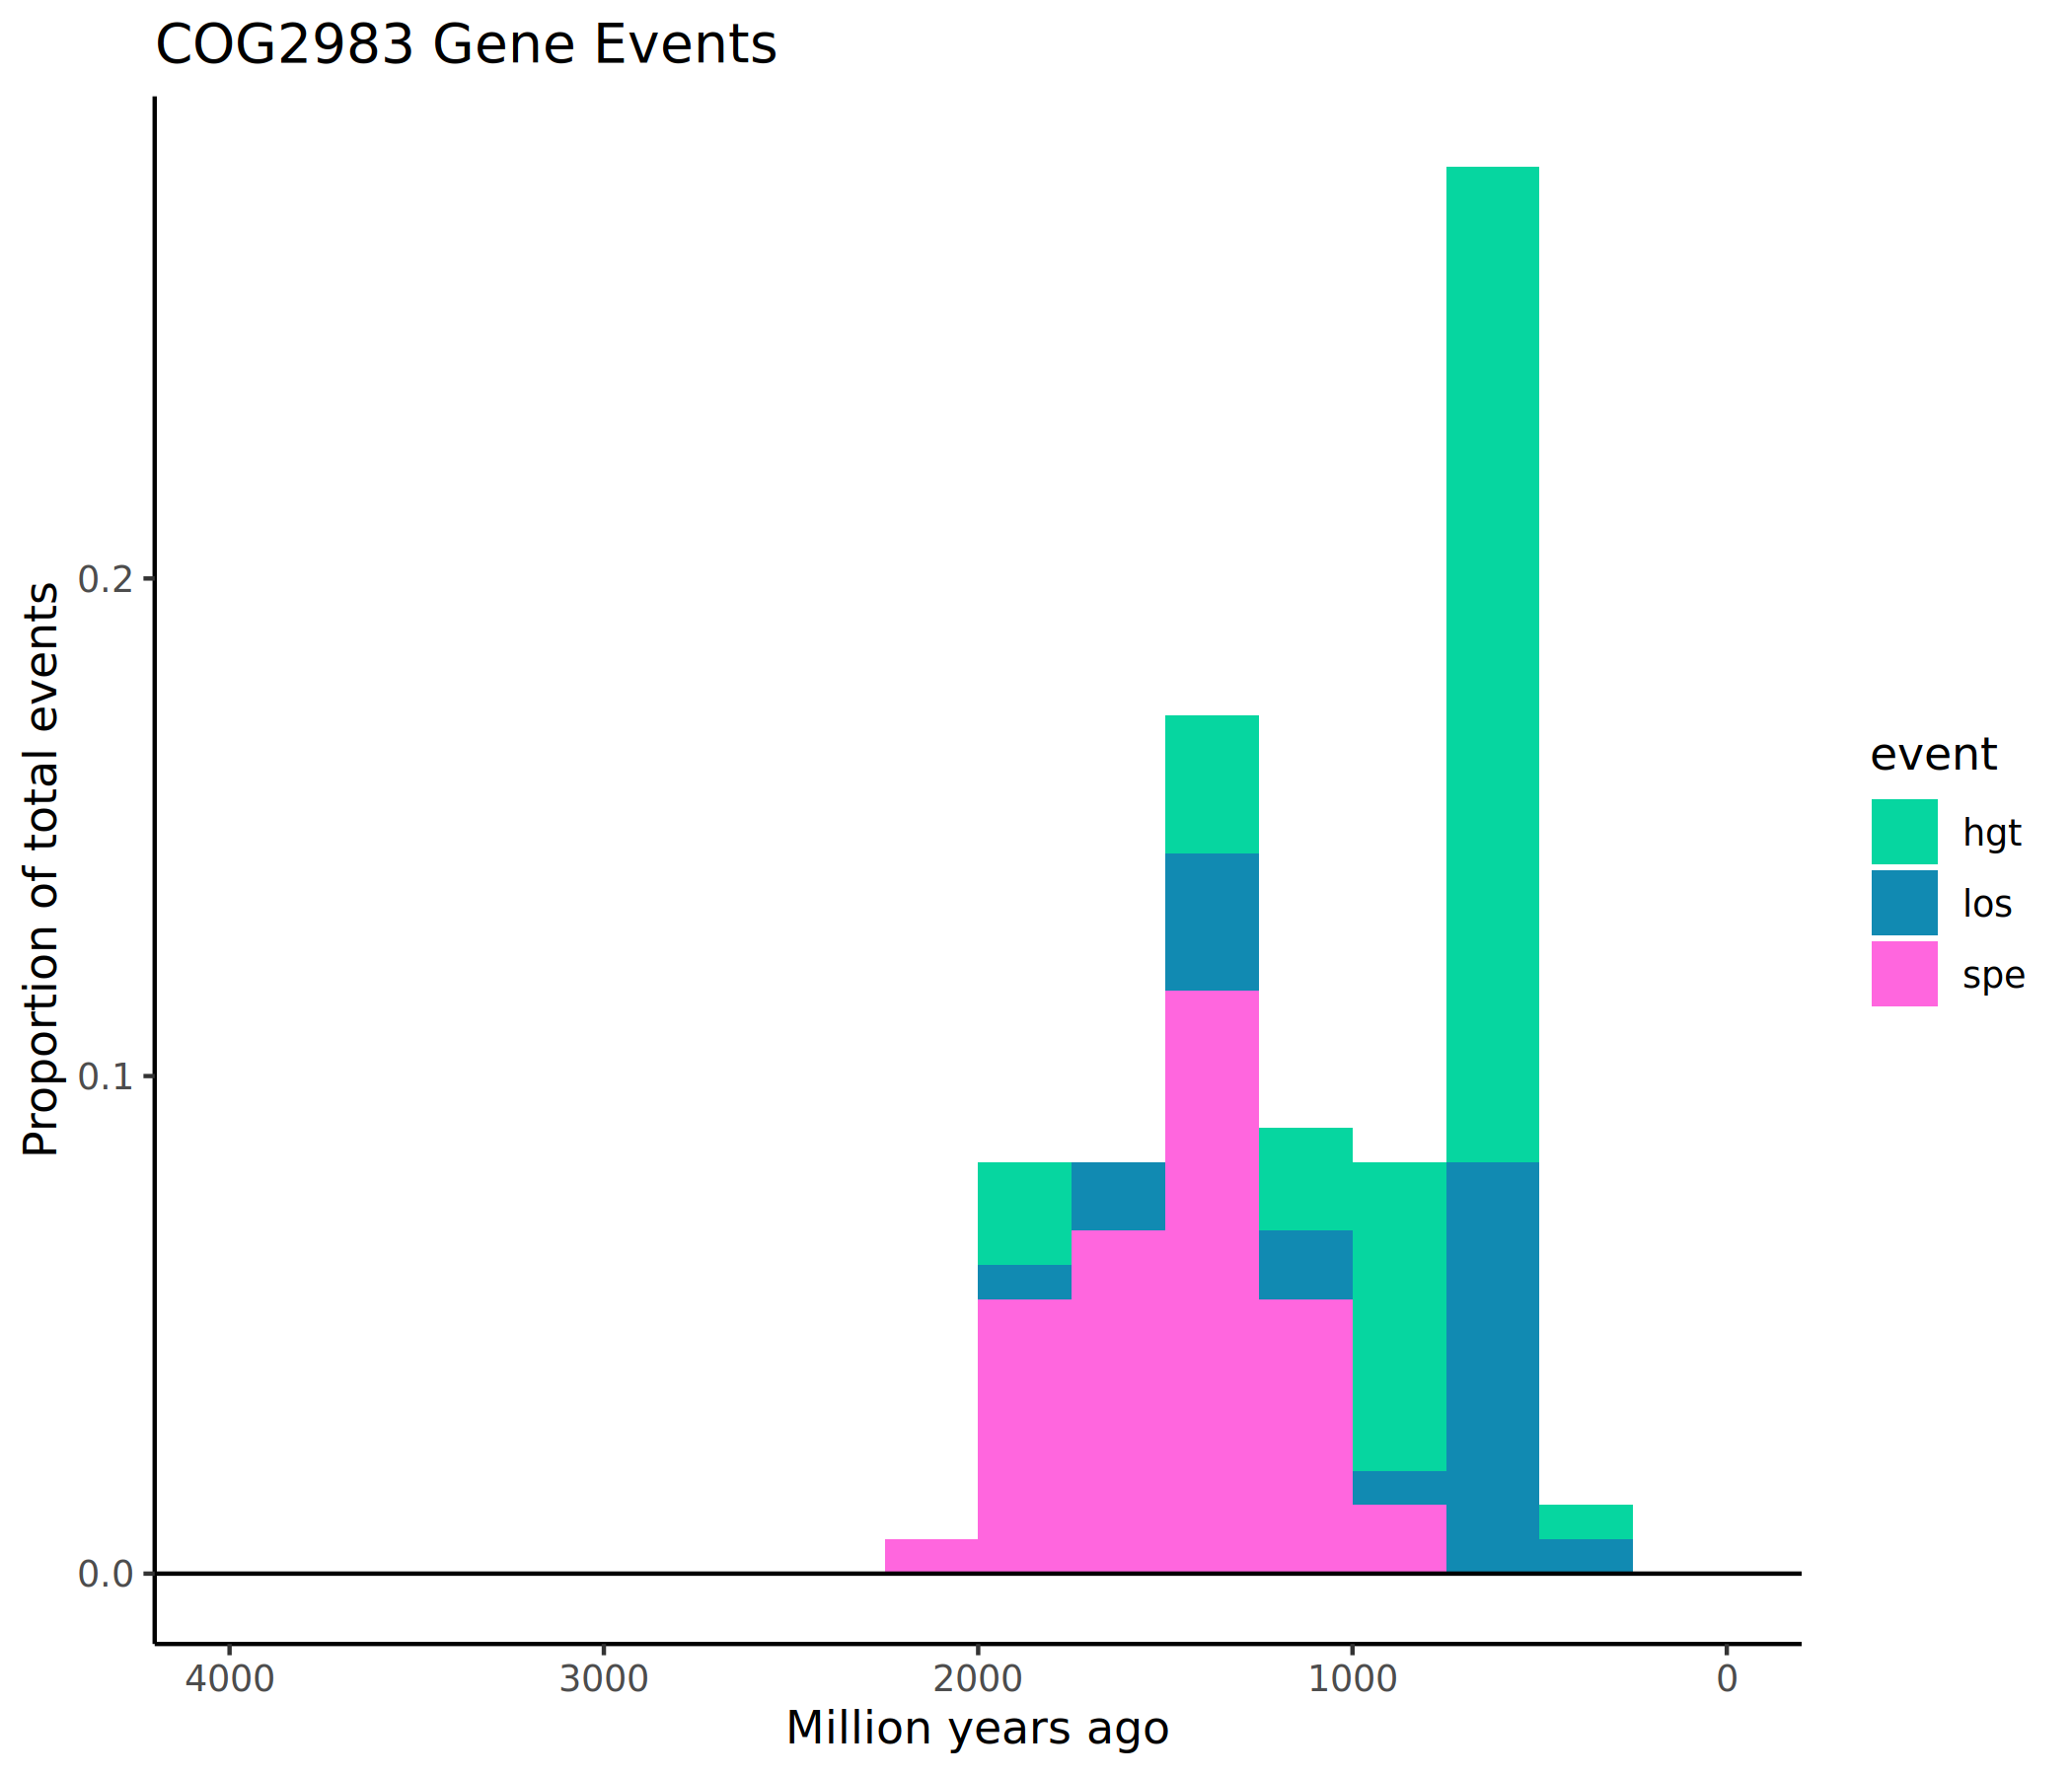 COG2983 Gene Events
Proportion of total events
0.2
0.1
0.0
4000 3000 2000 1000 0
Million years ago
event
hgt
los
spe